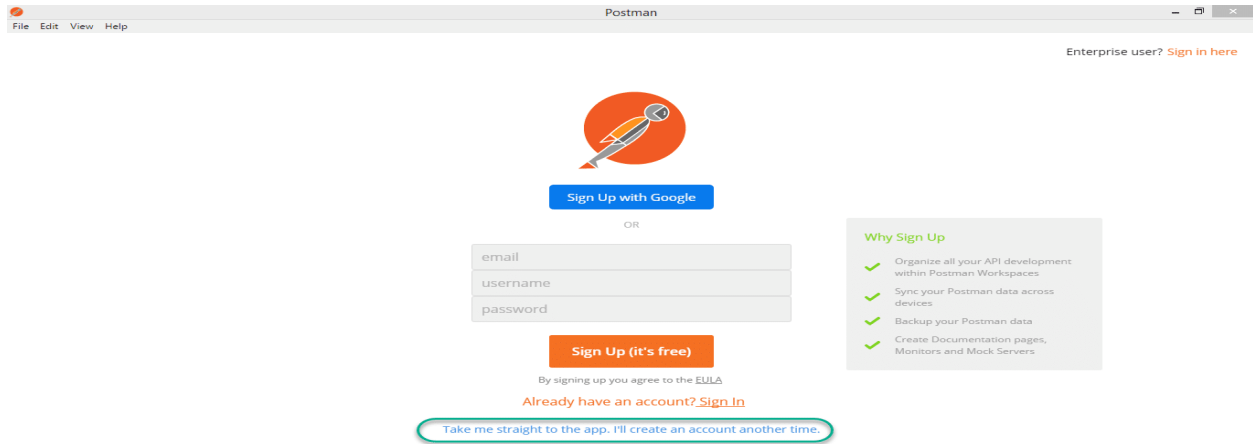 Postman
File Edit View Help
Enterprise user? Sign in here
Sign Up with Google
OR
email
username
password
Sign Up (it's free)
By signing up you agree to the EULA
Already have an account? Sign In
Take me straight to the app. I'll create an account another time.
Why Sign Up
Organize all your API development
within Postman Workspaces
Sync your Postman data across
devices
Backup your Postman data
Create Documentation pages,
Monitors and Mock Servers